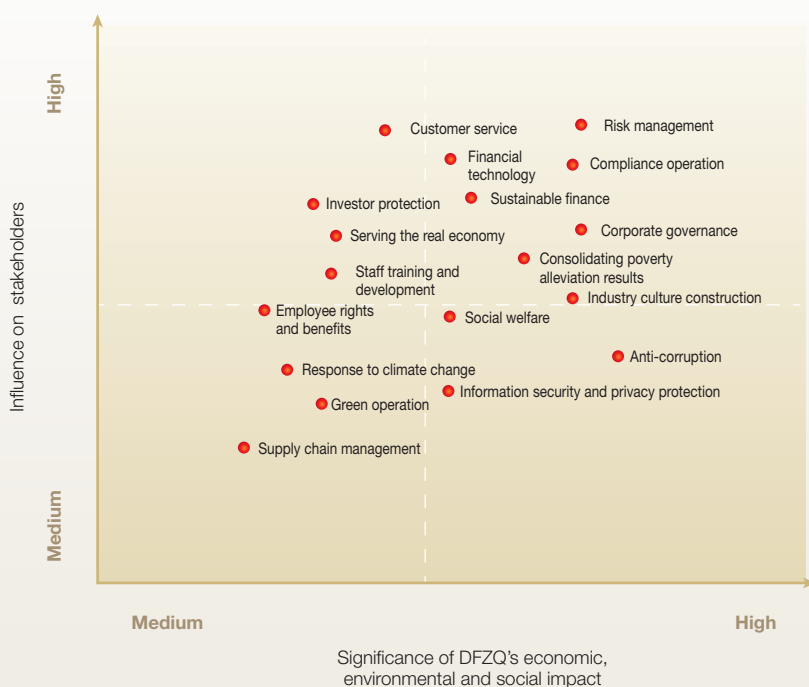 High
Customer service
Risk management
Financial
technology
Compliance operation
Investor protection
Sustainable finance
Serving the real economy
Corporate governance
Staff training and
development
Consolidating poverty
alleviation results
Industry culture construction
Employee rights
and benefits
Social welfare
Response to climate change
Anti-corruption
Green operation
Information security and privacy protection
Supply chain management
Influence on stakeholders
Medium
Medium
High
Significance of DFZQ's economic,
environmental and social impact